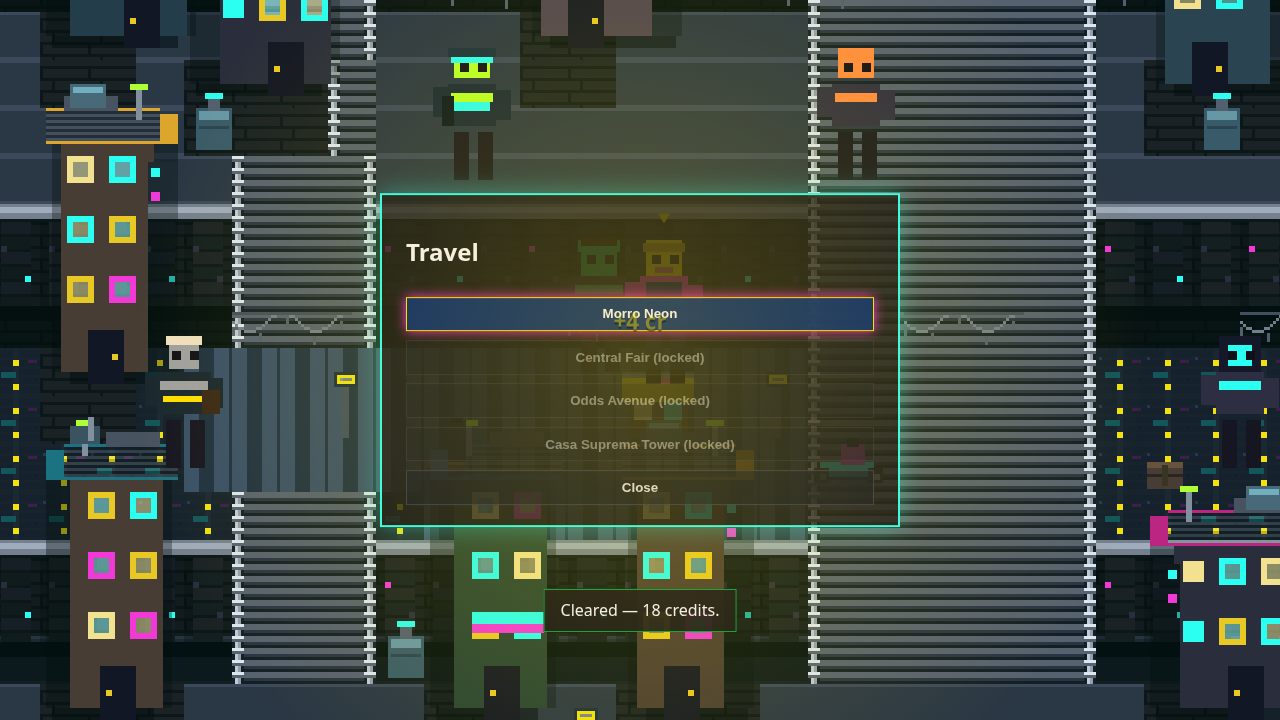 Travel
Morro Neon
+4 cr
Central Fair (locked)
Odds Avenue (locked)
Casa Suprema Tower (locked)
Close
Cleared — 18 credits.